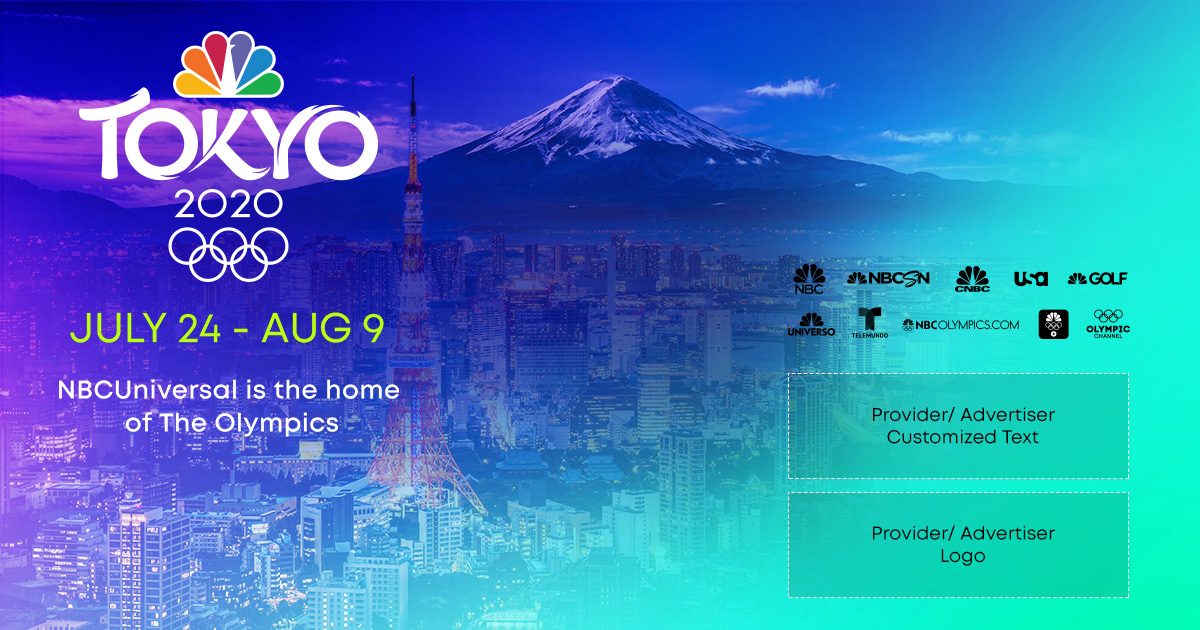 TOKYO
2020
JULY 24 - AUG 9
NBCUniversal is the home
of The Olympics
NBC
NBCSN
CNBC
USA
GOLF
UNIVERSO
TELEMUNDO
NBCOLYMPICS.COM
OLYMPIC
CHANNEL
Provider/ Advertiser
Customized Text
Provider/ Advertiser
Logo